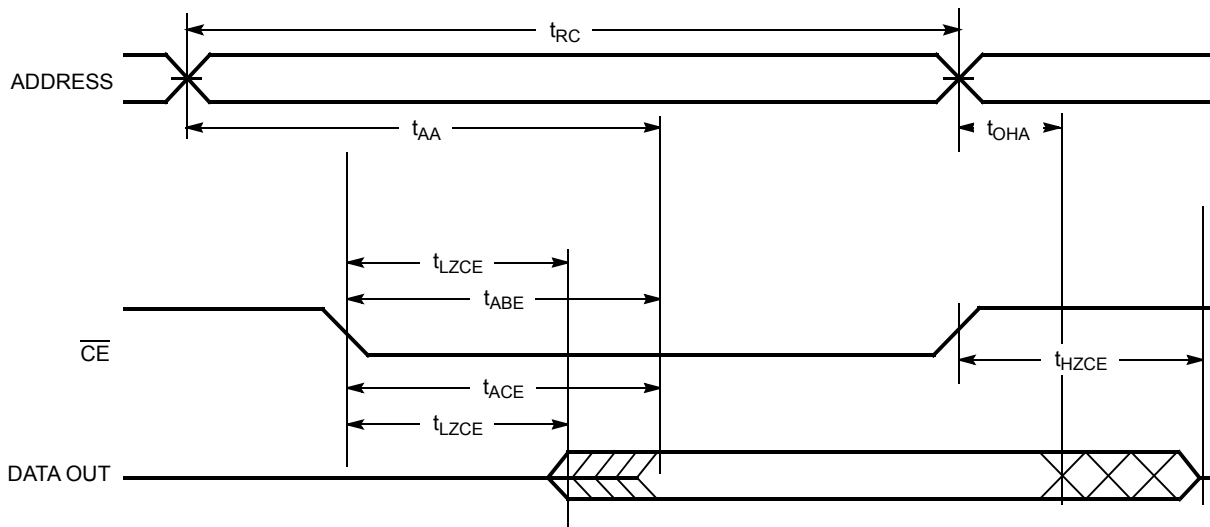 tRC
ADDRESS
tAA
tOHA
tLZCE
tABE
CE
tHZCE
tACE
tLZCE
DATA OUT